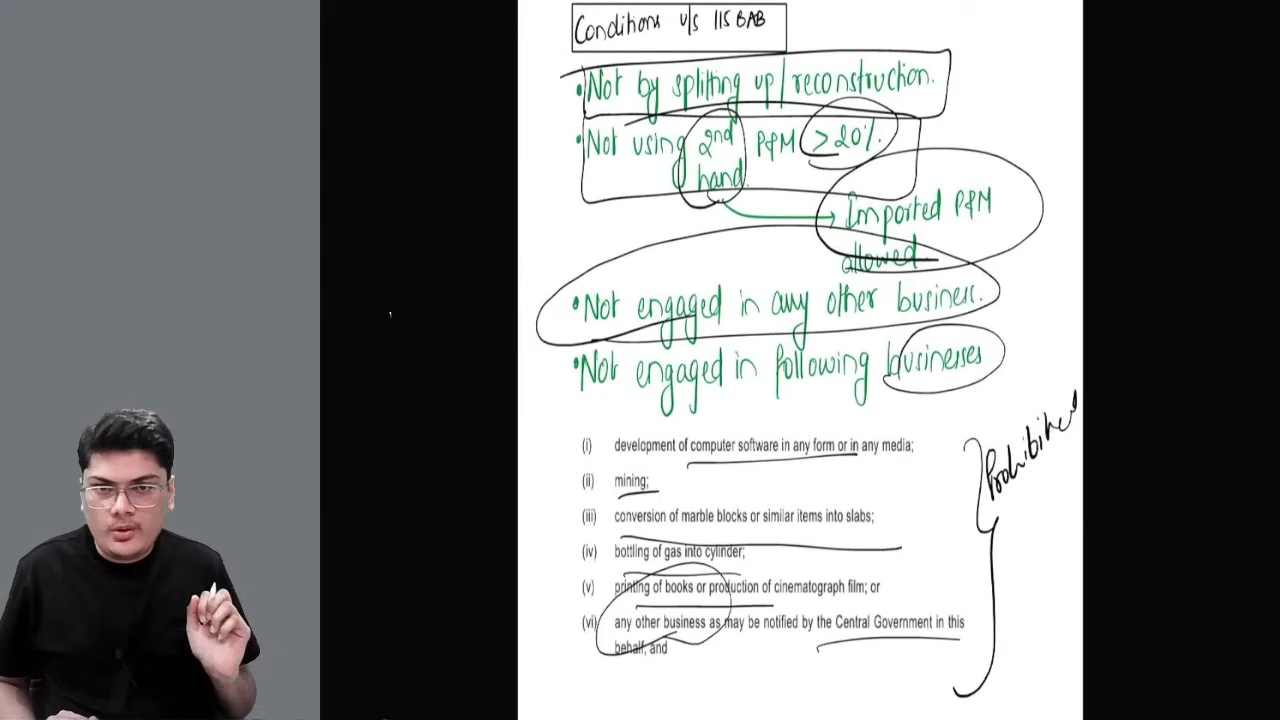 Conditions u/s 115 BAB
• Not by splitting up/reconstruction.
• Not using 2nd hand P&M > 20%.
→ Imported P&M allowed
• Not engaged in any other business.
• Not engaged in following businesses
(i) development of computer software in any form or in any media;
(ii) mining;
(iii) conversion of marble blocks or similar items into slabs;
(iv) bottling of gas into cylinder;
(v) printing of books or production of cinematograph film; or
(vi) any other business as may be notified by the Central Government in this
behalf; and